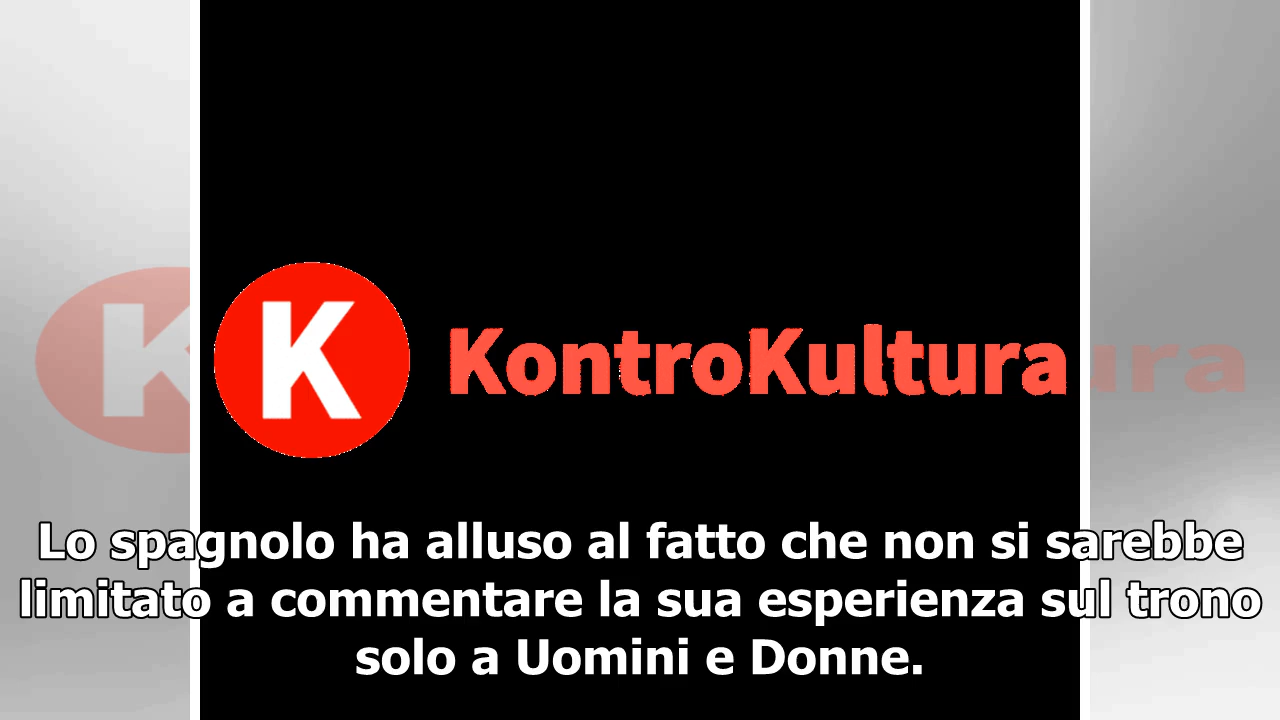 K KontroKultura
Lo spagnolo ha alluso al fatto che non si sarebbe
limitato a commentare la sua esperienza sul trono
solo a Uomini e Donne.